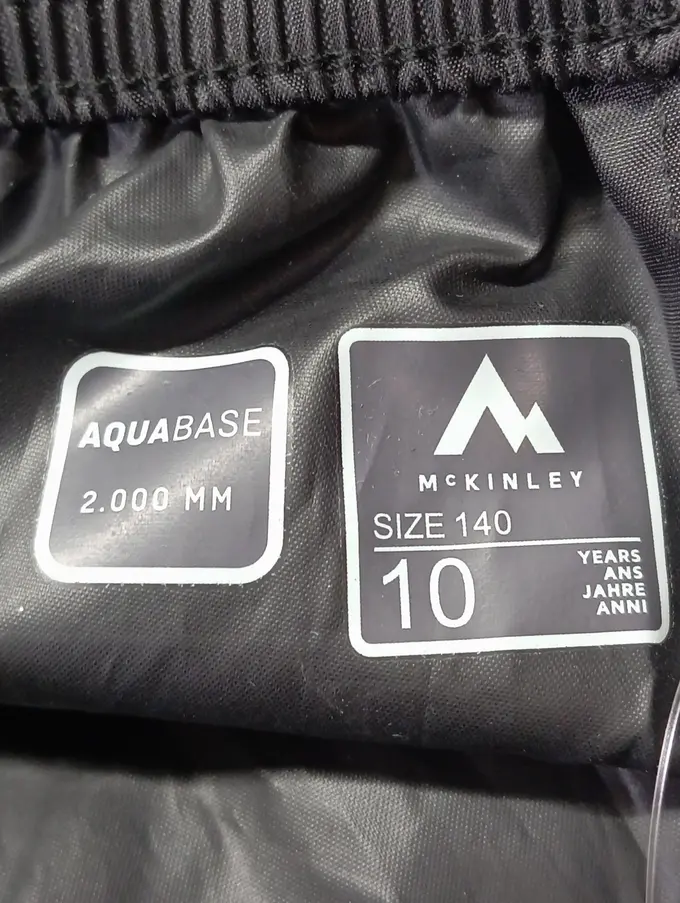 AQUABASE
2.000 MM
McKINLEY
SIZE 140
10
YEARS
ANS
JAHRE
ANNI